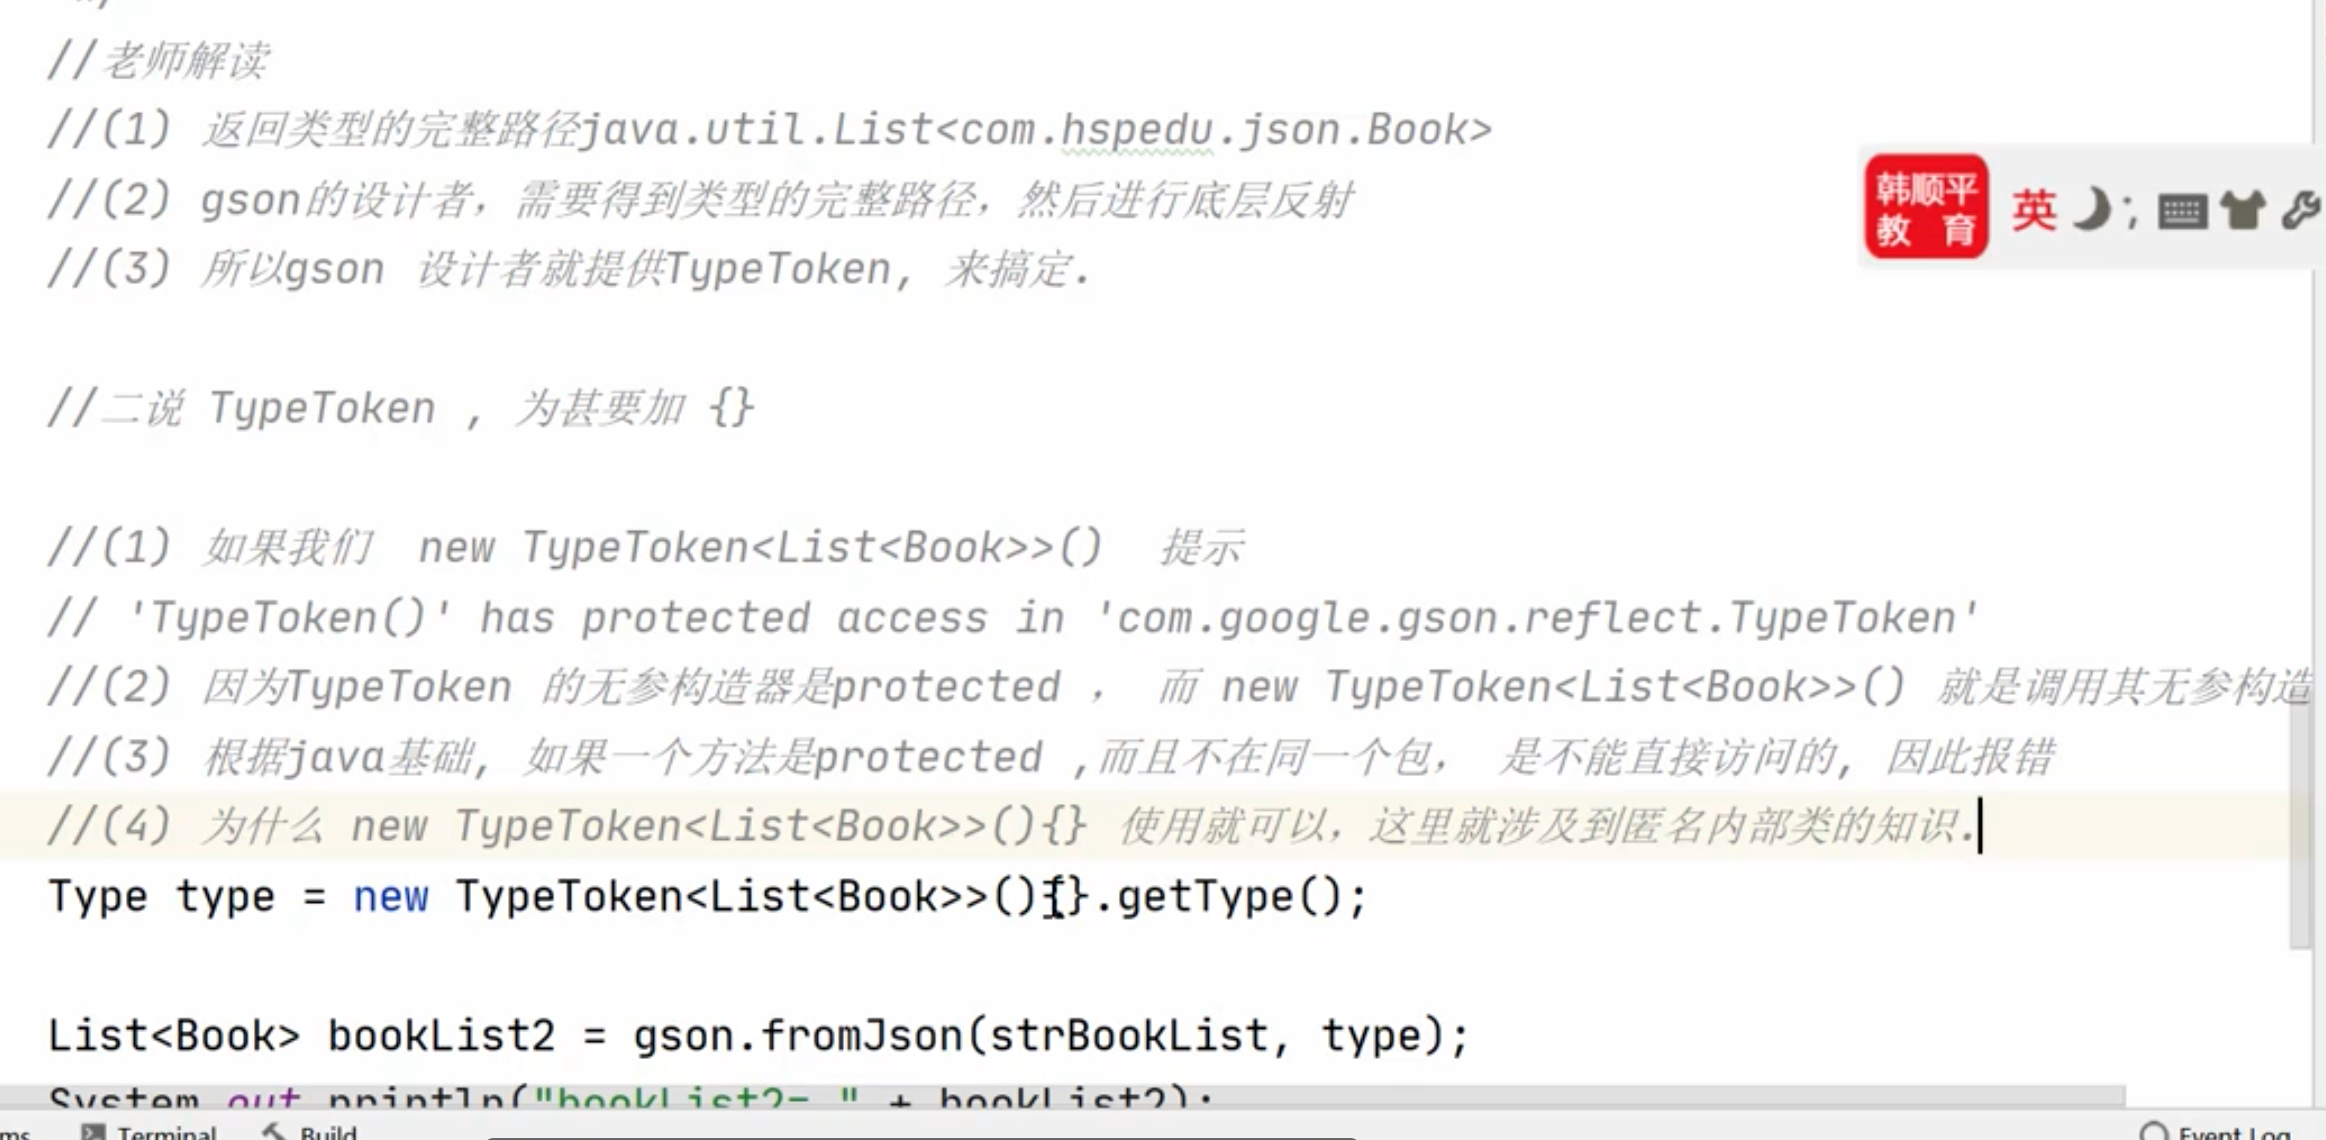 */
//老师解读
//(1) 返回类型的完整路径java.util.List<com.hspedu.json.Book>
//(2) gson的设计者，需要得到类型的完整路径，然后进行底层反射
//(3) 所以gson 设计者就提供TypeToken, 来搞定.
韩顺平
教 育
英
//二说 TypeToken , 为甚要加 {}
//(1) 如果我们 new TypeToken<List<Book>>() 提示
// 'TypeToken()' has protected access in 'com.google.gson.reflect.TypeToken'
//(2) 因为TypeToken 的无参构造器是protected ， 而 new TypeToken<List<Book>>() 就是调用其无参构造
//(3) 根据java基础, 如果一个方法是protected ,而且不在同一个包， 是不能直接访问的, 因此报错
//(4) 为什么 new TypeToken<List<Book>>(){} 使用就可以，这里就涉及到匿名内部类的知识.
Type type = new TypeToken<List<Book>>(){}.getType();
List<Book> bookList2 = gson.fromJson(strBookList, type);
System.out.println("bookList2= " + bookList2);
ms Terminal Build Event Log